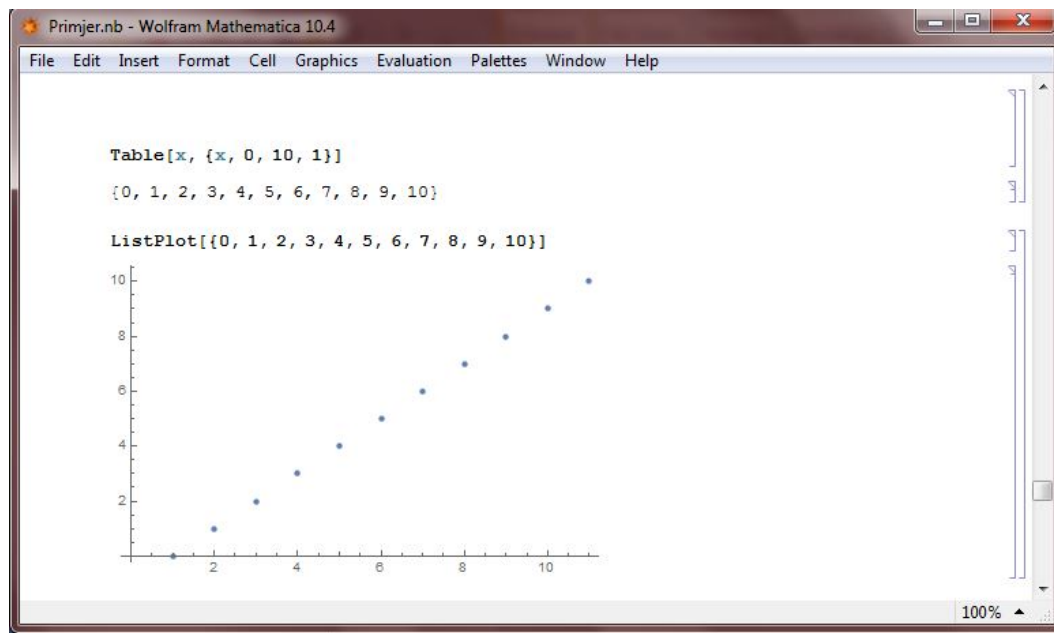 Primjer.nb - Wolfram Mathematica 10.4
File Edit Insert Format Cell Graphics Evaluation Palettes Window Help
Table[x, {x, 0, 10, 1}]
{0, 1, 2, 3, 4, 5, 6, 7, 8, 9, 10}
ListPlot[{0, 1, 2, 3, 4, 5, 6, 7, 8, 9, 10}]
10
8
6
4
2
2 4 6 8 10
100%